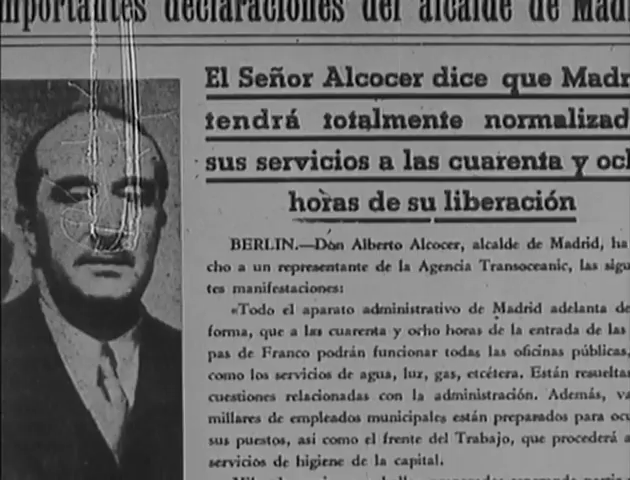 mportantes declaraciones del alcalde de Madr
El Señor Alcocer dice que Madr
tendrá totalmente normalizad
sus servicios a las cuarenta y och
horas de su liberación
BERLIN.—Don Alberto Alcocer, alcalde de Madrid, ha
cho a un representante de la Agencia Transoceanic, las sigu
tes manifestaciones:
«Todo el aparato administrativo de Madrid adelanta de
forma, que a las cuarenta y ocho horas de la entrada de las
pas de Franco podrán funcionar todas las oficinas públicas,
como los servicios de agua, luz, gas, etcétera. Están resueltas
cuestiones relacionadas con la administración. Además, va
millares de empleados municipales están preparados para ocu
sus puestos, asi como el frente del Trabajo, que procederá a
servicios de higiene de la capital.